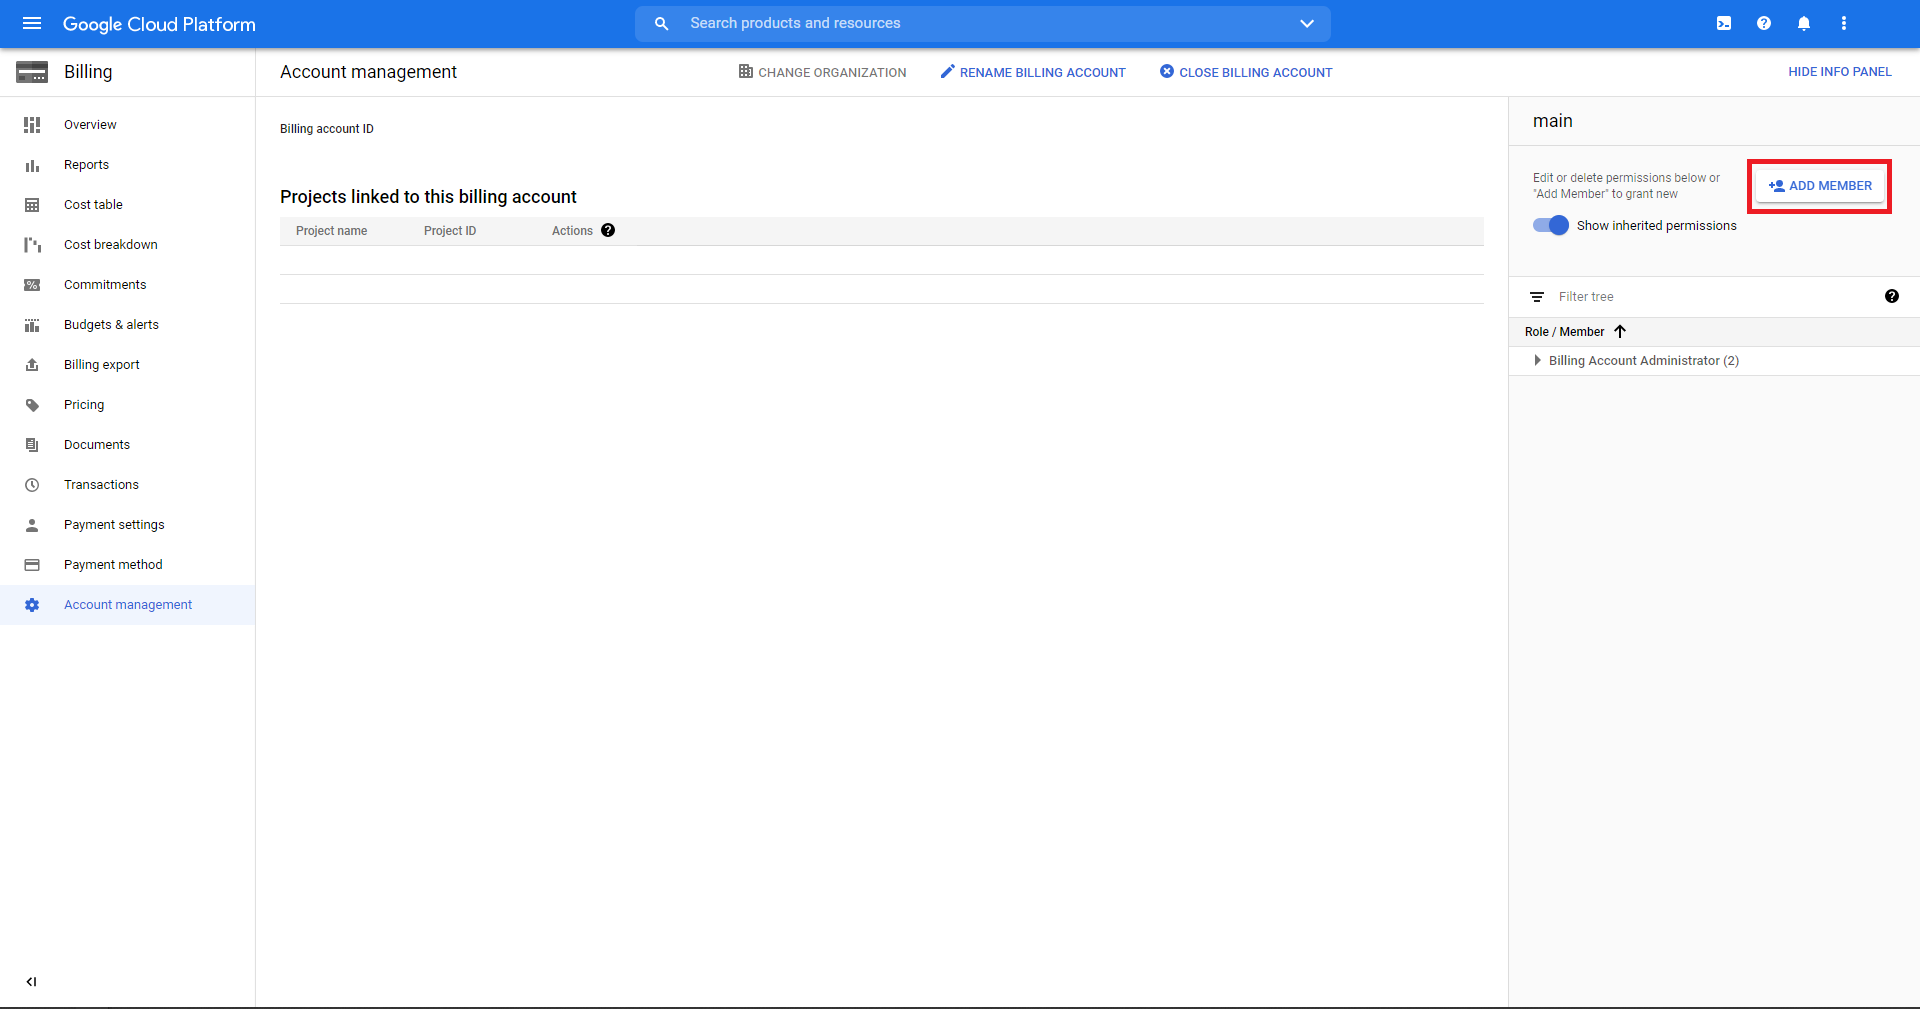 Google Cloud Platform
Search products and resources
Billing
Account management
CHANGE ORGANIZATION
RENAME BILLING ACCOUNT
CLOSE BILLING ACCOUNT
HIDE INFO PANEL
Overview
Reports
Cost table
Cost breakdown
Commitments
Budgets & alerts
Billing export
Pricing
Documents
Transactions
Payment settings
Payment method
Account management
Billing account ID
Projects linked to this billing account
Project name
Project ID
Actions
main
Edit or delete permissions below or
"Add Member" to grant new
ADD MEMBER
Show inherited permissions
Filter tree
Role / Member
Billing Account Administrator (2)